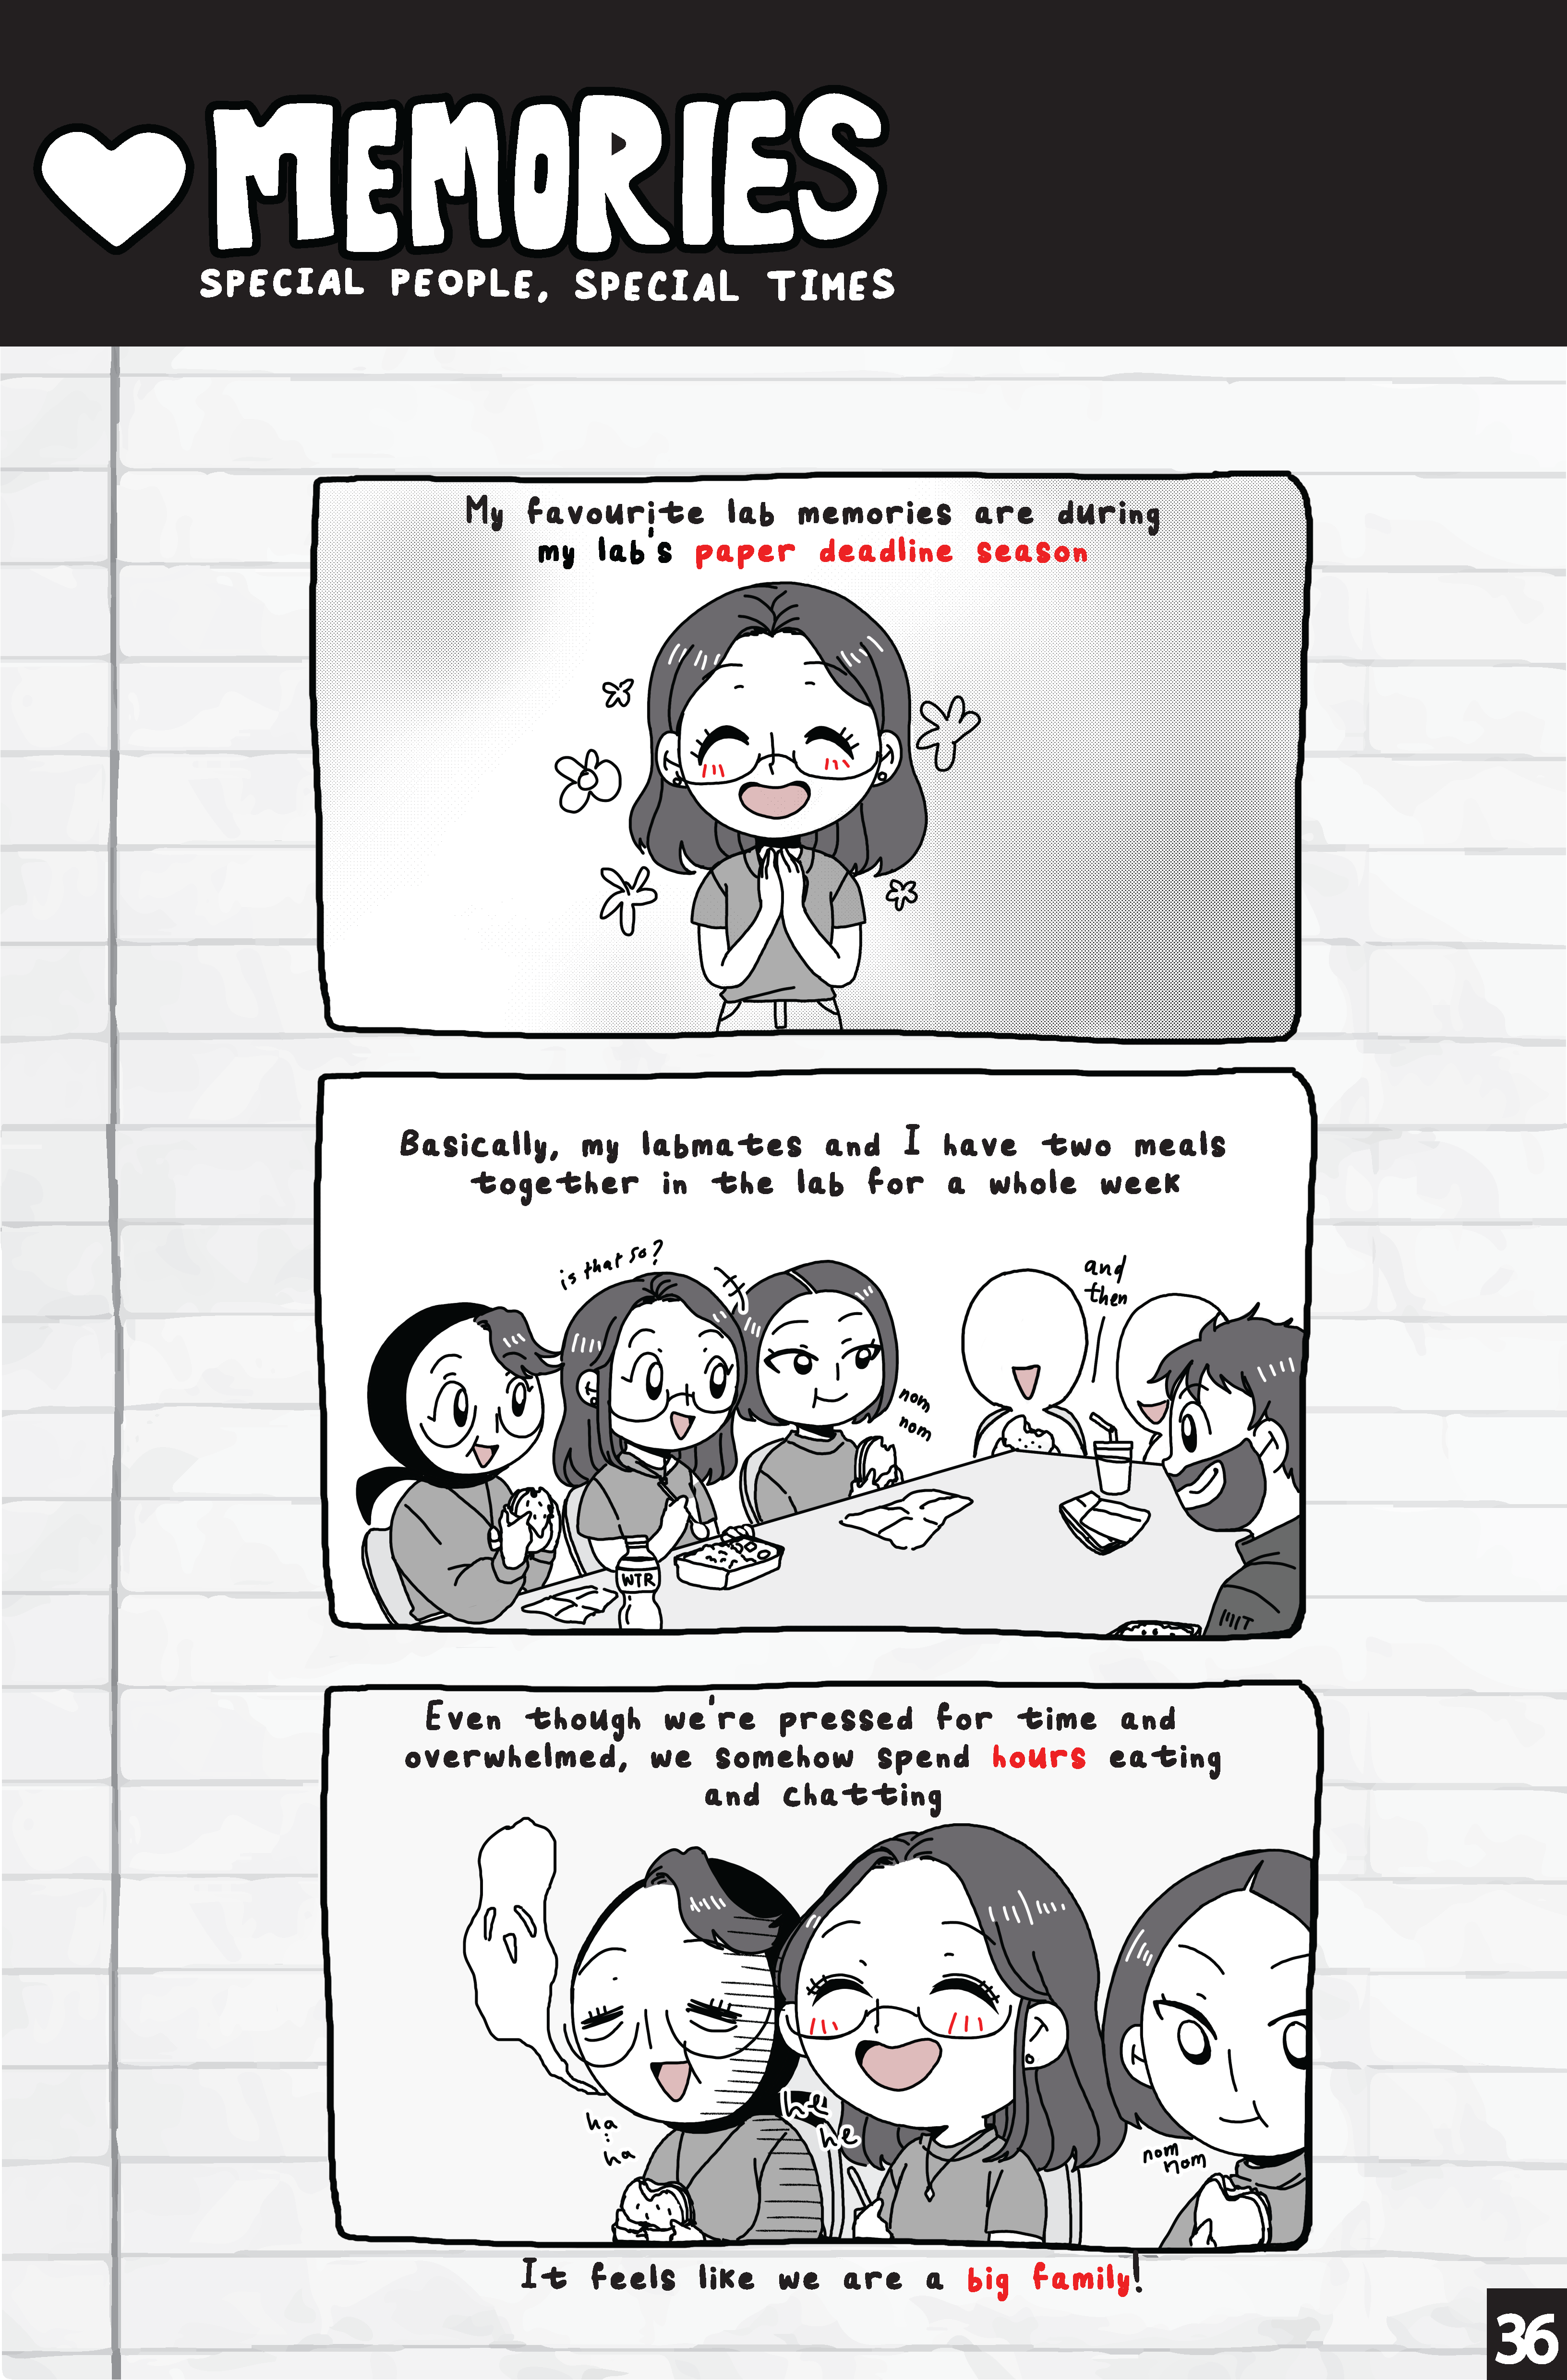 MEMORIES
SPECIAL PEOPLE, SPECIAL TIMES
My favourite lab memories are during
my lab's paper deadline season
Basically, my labmates and I have two meals
together in the lab for a whole week
is that so?
and
then
nom
nom
WTR
MIT
Even though we're pressed for time and
overwhelmed, we somehow spend hours eating
and chatting
ha
ha
he
he
nom
nom
It feels like we are a big family!
36